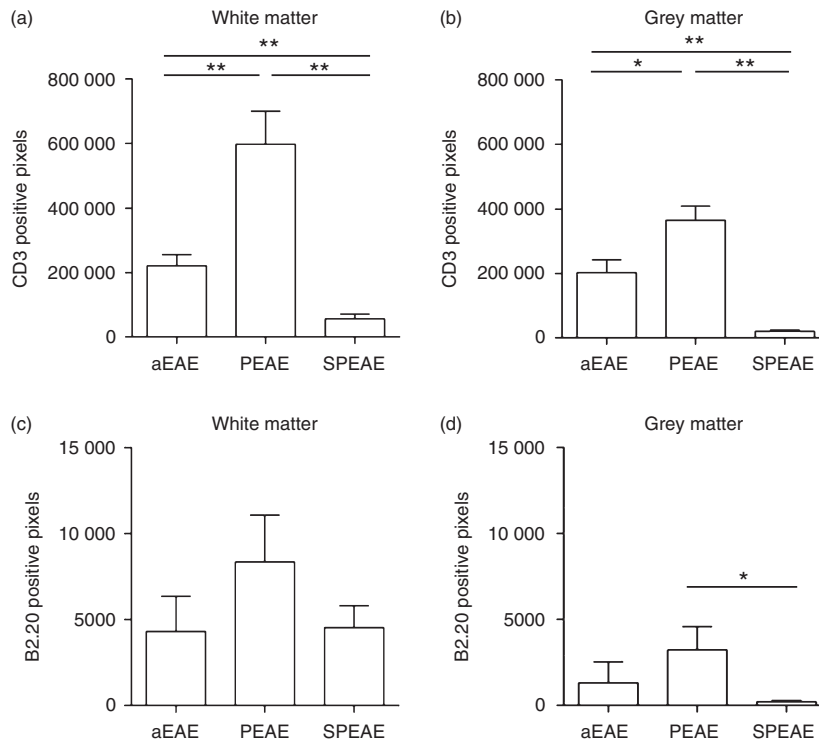 (a)
White matter
**
**
**
800 000
600 000
400 000
200 000
0
CD3 positive pixels
aEAE
PEAE
SPEAE
(b)
Grey matter
**
*
**
800 000
600 000
400 000
200 000
0
CD3 positive pixels
aEAE
PEAE
SPEAE
(c)
White matter
15 000
10 000
5000
0
B2.20 positive pixels
aEAE
PEAE
SPEAE
(d)
Grey matter
15 000
10 000
*
5000
0
B2.20 positive pixels
aEAE
PEAE
SPEAE